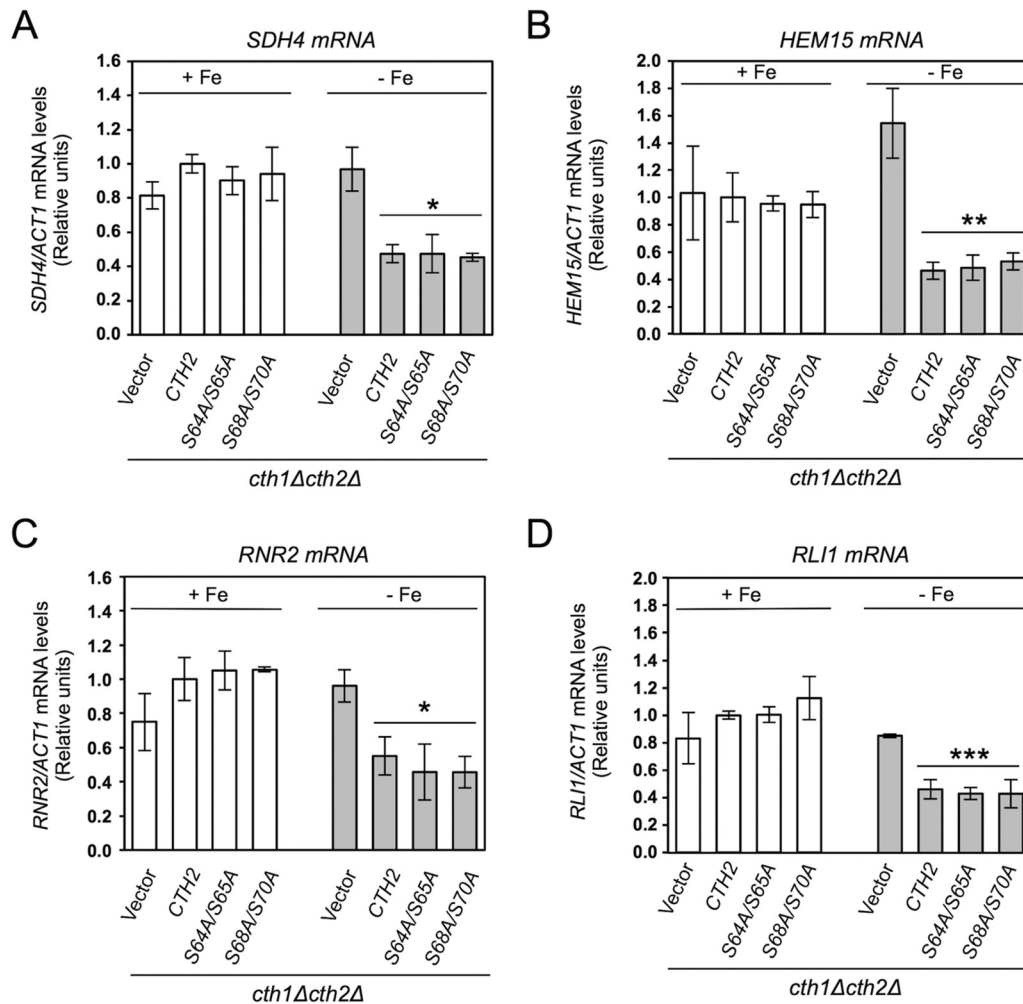 A
SDH4 mRNA
SDH4/ACT1 mRNA levels
(Relative units)
1.6
1.4
1.2
1.0
0.8
0.6
0.4
0.2
0.0
+ Fe
- Fe
*
Vector
CTH2
S64A/S65A
S68A/S70A
Vector
CTH2
S64A/S65A
S68A/S70A
cth1Δcth2Δ
B
HEM15 mRNA
HEM15/ACT1 mRNA levels
(Relative units)
2.0
1.8
1.6
1.4
1.2
1.0
0.8
0.6
0.4
0.2
0.0
+ Fe
- Fe
**
Vector
CTH2
S64A/S65A
S68A/S70A
Vector
CTH2
S64A/S65A
S68A/S70A
cth1Δcth2Δ
C
RNR2 mRNA
RNR2/ACT1 mRNA levels
(Relative units)
1.6
1.4
1.2
1.0
0.8
0.6
0.4
0.2
0.0
+ Fe
- Fe
*
Vector
CTH2
S64A/S65A
S68A/S70A
Vector
CTH2
S64A/S65A
S68A/S70A
cth1Δcth2Δ
D
RLI1 mRNA
RLI1/ACT1 mRNA levels
(Relative units)
2.0
1.8
1.6
1.4
1.2
1.0
0.8
0.6
0.4
0.2
0.0
+ Fe
- Fe
***
Vector
CTH2
S64A/S65A
S68A/S70A
Vector
CTH2
S64A/S65A
S68A/S70A
cth1Δcth2Δ